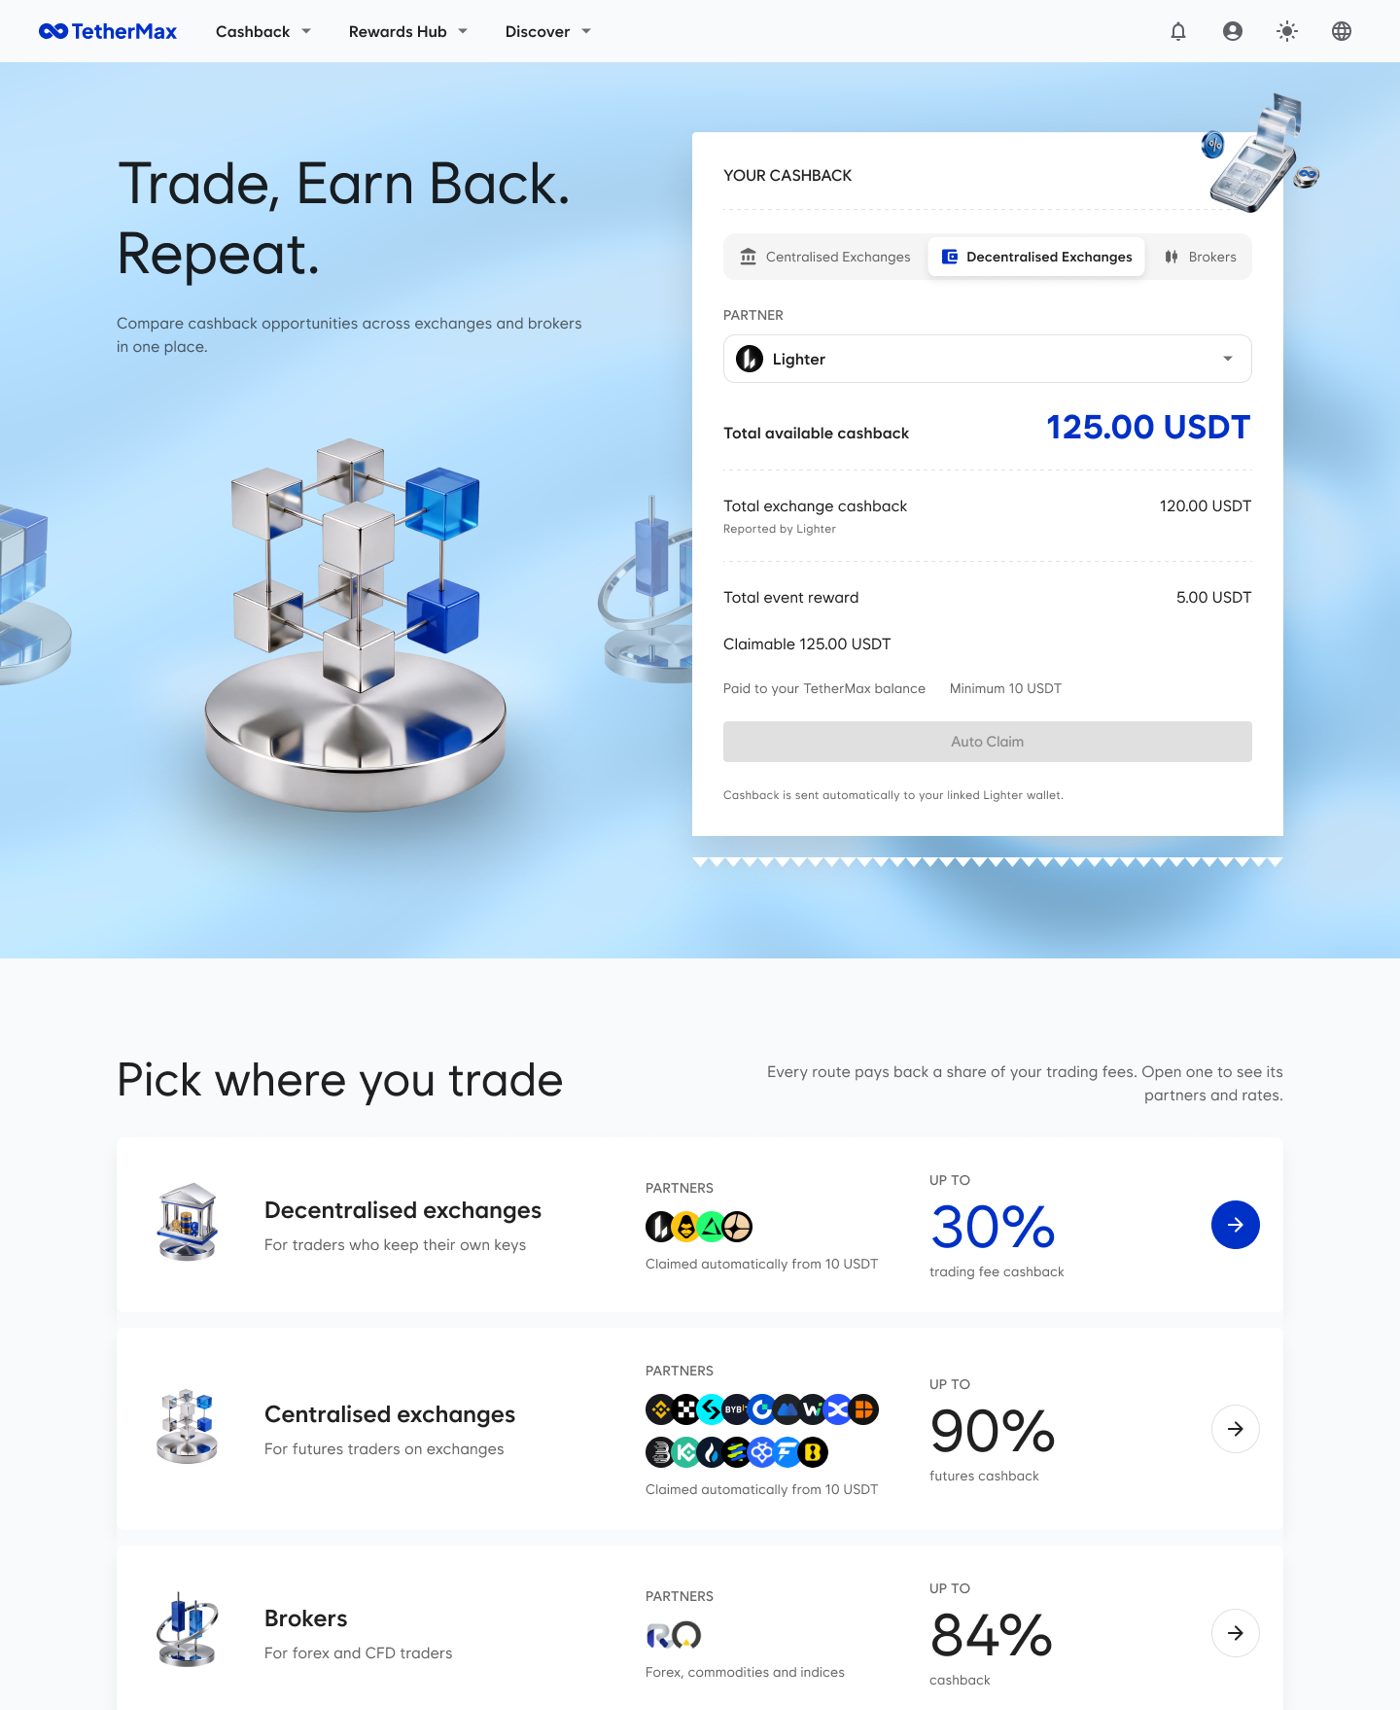 TetherMax
Cashback
Rewards Hub
Discover
Trade, Earn Back.
Repeat.
Compare cashback opportunities across exchanges and brokers
in one place.
YOUR CASHBACK
Centralised Exchanges
Decentralised Exchanges
Brokers
PARTNER
Lighter
Total available cashback
125.00 USDT
Total exchange cashback
120.00 USDT
Reported by Lighter
Total event reward
5.00 USDT
Claimable 125.00 USDT
Paid to your TetherMax balance
Minimum 10 USDT
Auto Claim
Cashback is sent automatically to your linked Lighter wallet.
Pick where you trade
Every route pays back a share of your trading fees. Open one to see its
partners and rates.
Decentralised exchanges
For traders who keep their own keys
PARTNERS
Claimed automatically from 10 USDT
UP TO
30%
trading fee cashback
Centralised exchanges
For futures traders on exchanges
PARTNERS
Claimed automatically from 10 USDT
UP TO
90%
futures cashback
Brokers
For forex and CFD traders
PARTNERS
Forex, commodities and indices
UP TO
84%
cashback